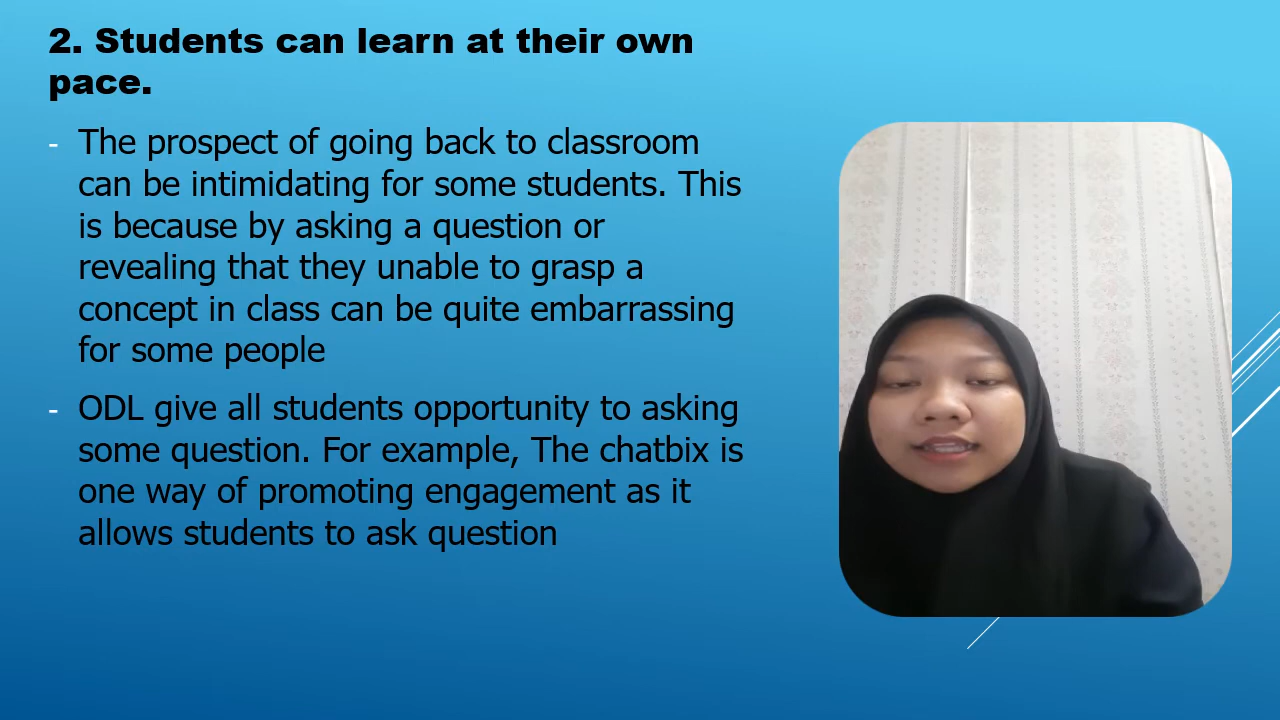 2. Students can learn at their own
pace.
- The prospect of going back to classroom
can be intimidating for some students. This
is because by asking a question or
revealing that they unable to grasp a
concept in class can be quite embarrassing
for some people
- ODL give all students opportunity to asking
some question. For example, The chatbix is
one way of promoting engagement as it
allows students to ask question